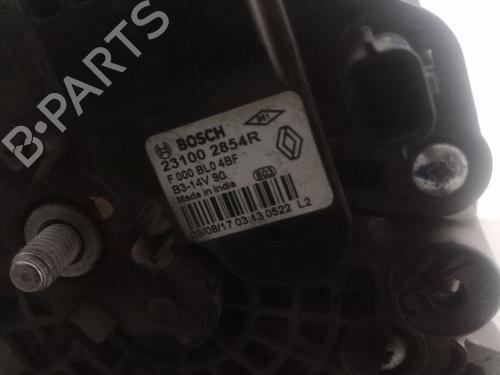 B-PARTS
BOSCH
23100 2854R
F 000 BL0 4BF
B3-14V 90
Made in India
603
03/08/17 03:13 0522 L2